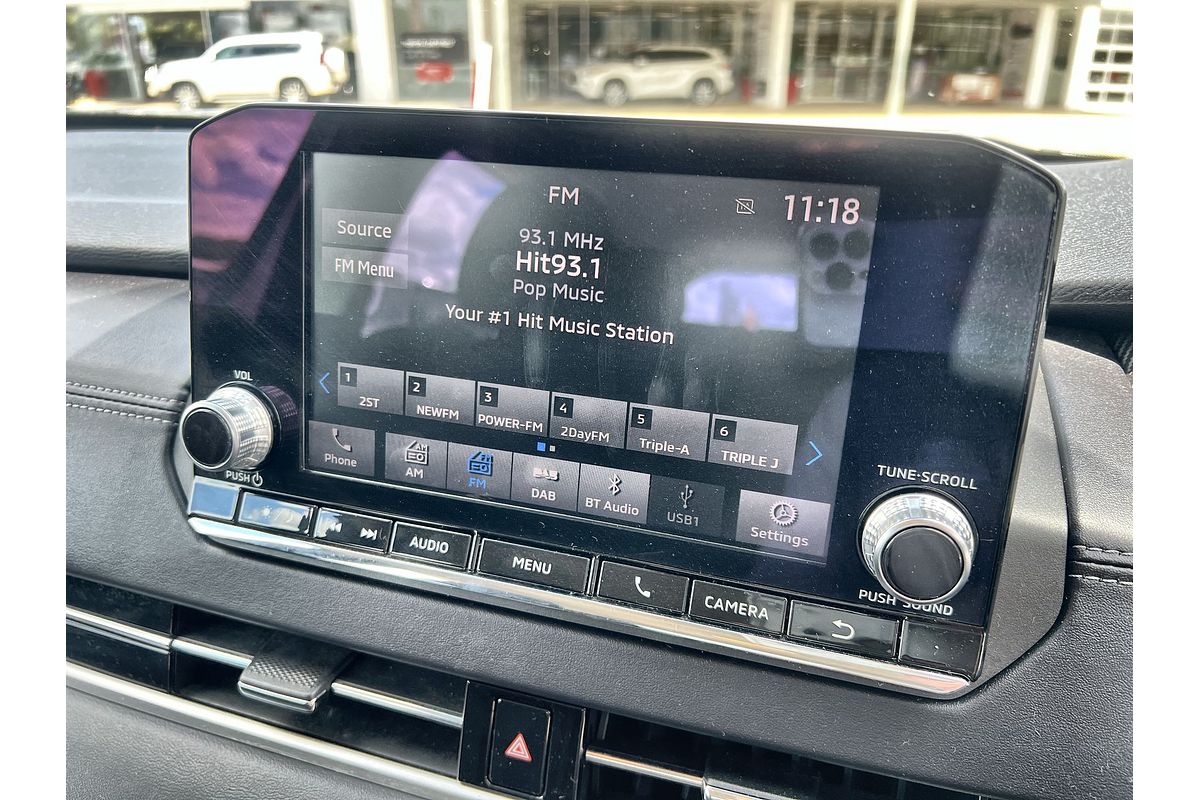 FM
11:18
Source
FM Menu
93.1 MHz
Hit93.1
Pop Music
Your #1 Hit Music Station
1
2ST
2
NEWFM
3
POWER-FM
4
2DayFM
5
Triple-A
6
TRIPLE J
Phone
AM
AM
FM
DAB
BT Audio
USB1
Settings
VOL
PUSH
TUNE·SCROLL
PUSH SOUND
AUDIO
MENU
CAMERA